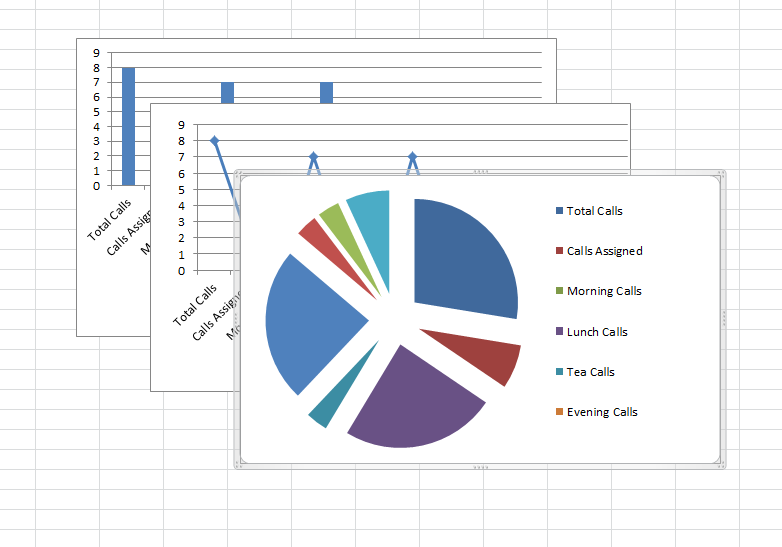 9
8
7
6
5
4
3
2
1
0
Total Calls
Calls
9
8
7
6
5
4
3
2
1
0
Total Calls
Calls
Total Calls
Calls Assigned
Morning Calls
Lunch Calls
Tea Calls
Evening Calls